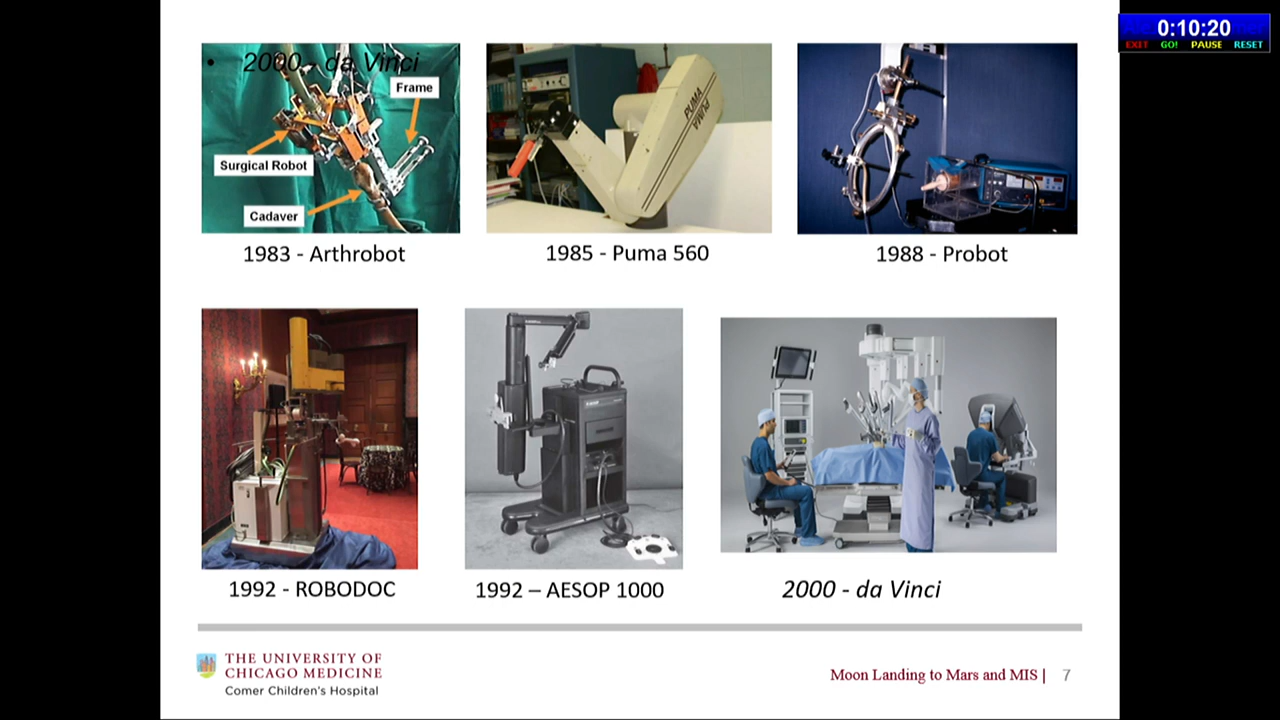 0:10:20
EXIT GO! PAUSE RESET
• 2000 - da Vinci
Frame
Surgical Robot
Cadaver
PUMA
PUMA
1983 - Arthrobot
1985 - Puma 560
1988 - Probot
1992 - ROBODOC
1992 – AESOP 1000
2000 - da Vinci
THE UNIVERSITY OF
CHICAGO MEDICINE
Comer Children's Hospital
Moon Landing to Mars and MIS | 7